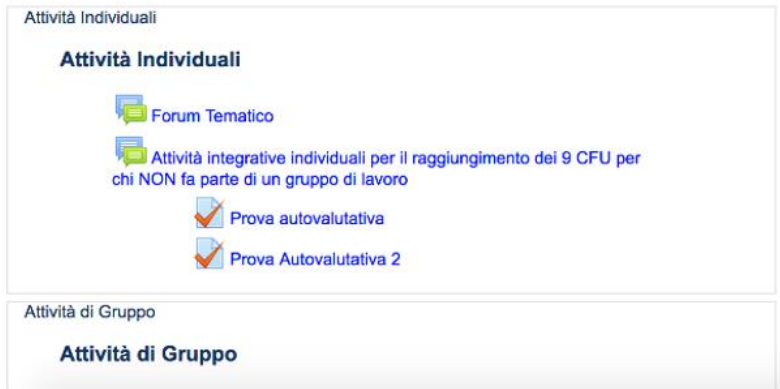 Attività Individuali
Attività Individuali
Forum Tematico
Attività integrative individuali per il raggiungimento dei 9 CFU per
chi NON fa parte di un gruppo di lavoro
Prova autovalutativa
Prova Autovalutativa 2
Attività di Gruppo
Attività di Gruppo